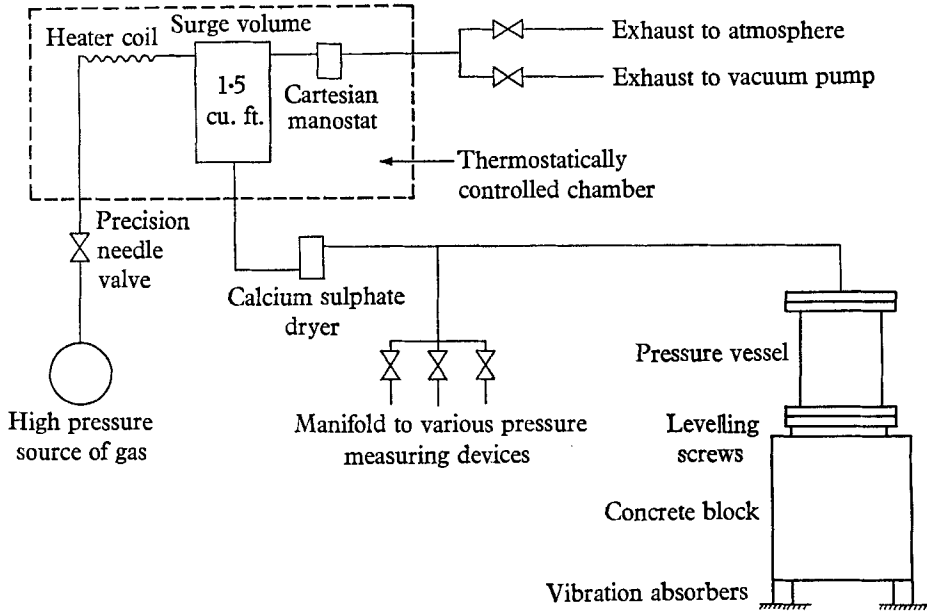 Heater coil
Surge volume
1·5
cu. ft.
Cartesian
manostat
Exhaust to atmosphere
Exhaust to vacuum pump
Thermostatically
controlled chamber
Precision
needle
valve
Calcium sulphate
dryer
High pressure
source of gas
Manifold to various pressure
measuring devices
Pressure vessel
Levelling
screws
Concrete block
Vibration absorbers